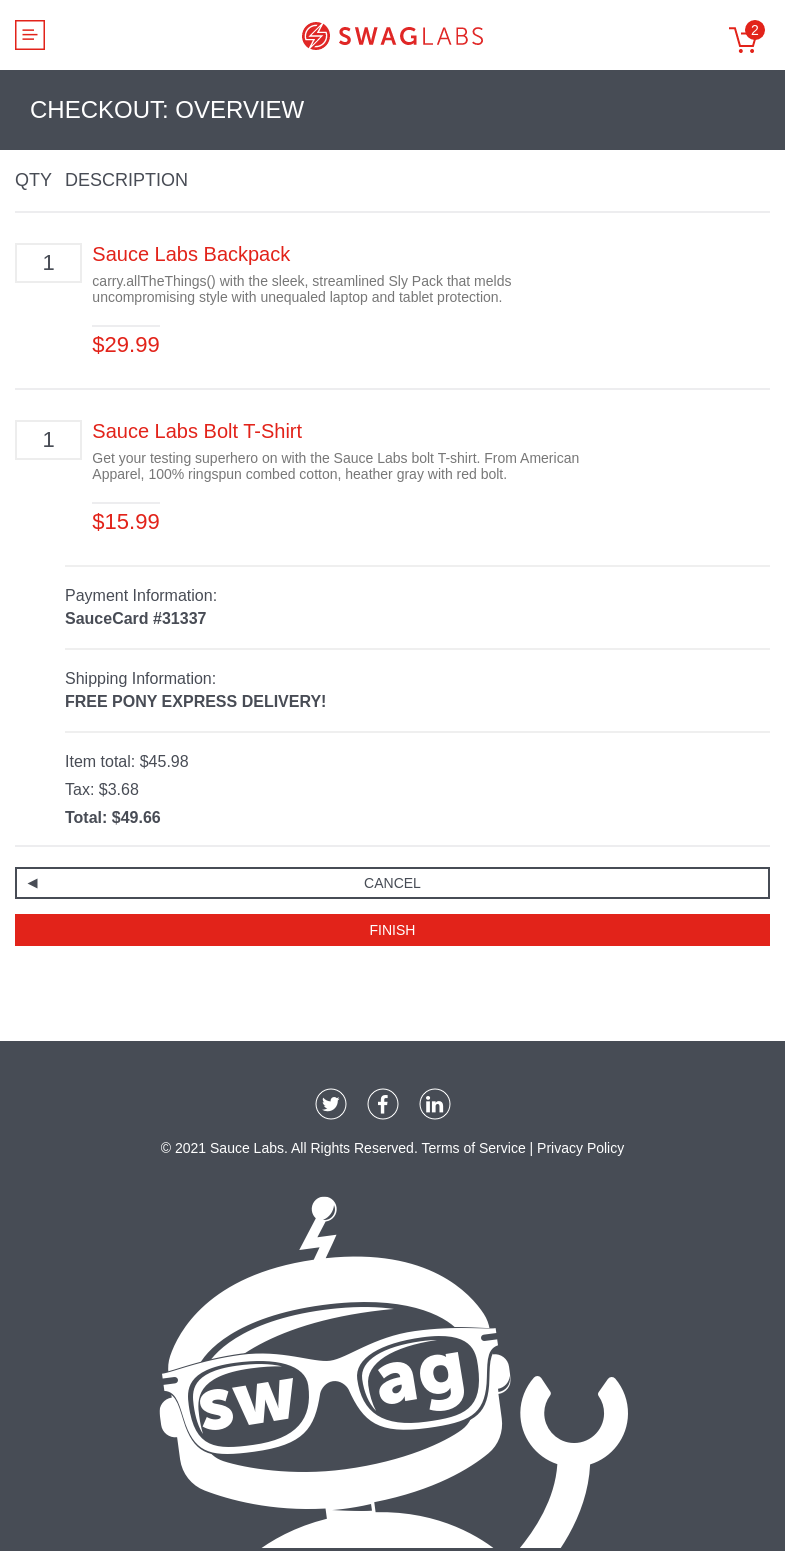 SWAGLABS
2
CHECKOUT: OVERVIEW
QTY DESCRIPTION
1
Sauce Labs Backpack
carry.allTheThings() with the sleek, streamlined Sly Pack that melds
uncompromising style with unequaled laptop and tablet protection.
$29.99
1
Sauce Labs Bolt T-Shirt
Get your testing superhero on with the Sauce Labs bolt T-shirt. From American
Apparel, 100% ringspun combed cotton, heather gray with red bolt.
$15.99
Payment Information:
SauceCard #31337
Shipping Information:
FREE PONY EXPRESS DELIVERY!
Item total: $45.98
Tax: $3.68
Total: $49.66
CANCEL
FINISH
© 2021 Sauce Labs. All Rights Reserved. Terms of Service | Privacy Policy
swag